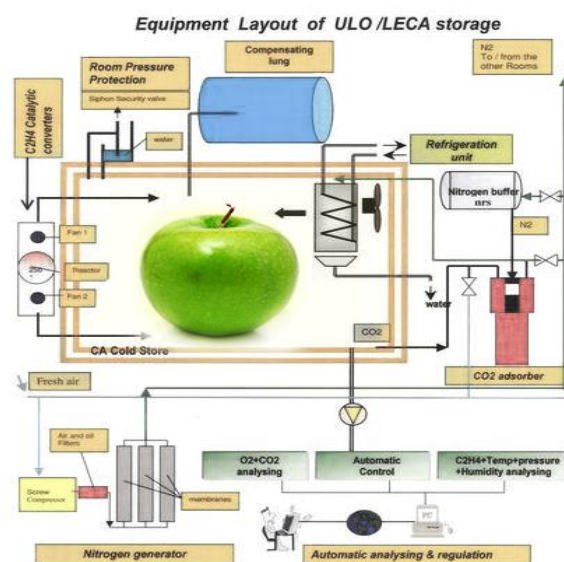 Equipment Layout of ULO /LECA storage
Room Pressure
Protection
Siphon Security valve
Compensating
lung
N2
To / from the
other Rooms
C2H4 Catalytic
converters
water
Refrigeration
unit
Nitrogen buffer
nrs
N2
Fan 1
Reactor
250
Fan 2
water
CO2
CA Cold Store
CO2 adsorber
Fresh air
Air and oil
Filters
O2+CO2
analysing
Automatic
Control
C2H4+Temp+pressure
+Humidity analysing
Screw
Compressor
membranes
PC
Nitrogen generator
Automatic analysing & regulation